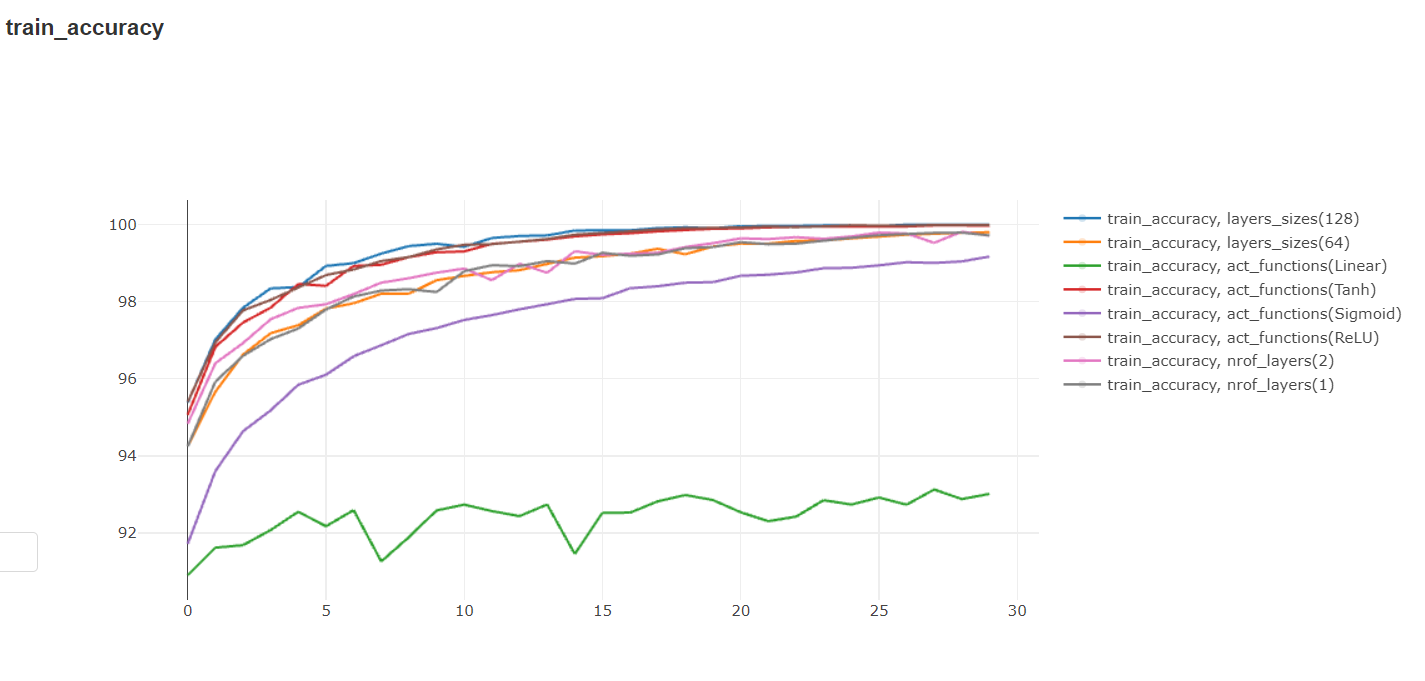 train_accuracy
100
98
96
94
92
0 5 10 15 20 25 30
train_accuracy, layers_sizes(128)
train_accuracy, layers_sizes(64)
train_accuracy, act_functions(Linear)
train_accuracy, act_functions(Tanh)
train_accuracy, act_functions(Sigmoid)
train_accuracy, act_functions(ReLU)
train_accuracy, nrof_layers(2)
train_accuracy, nrof_layers(1)